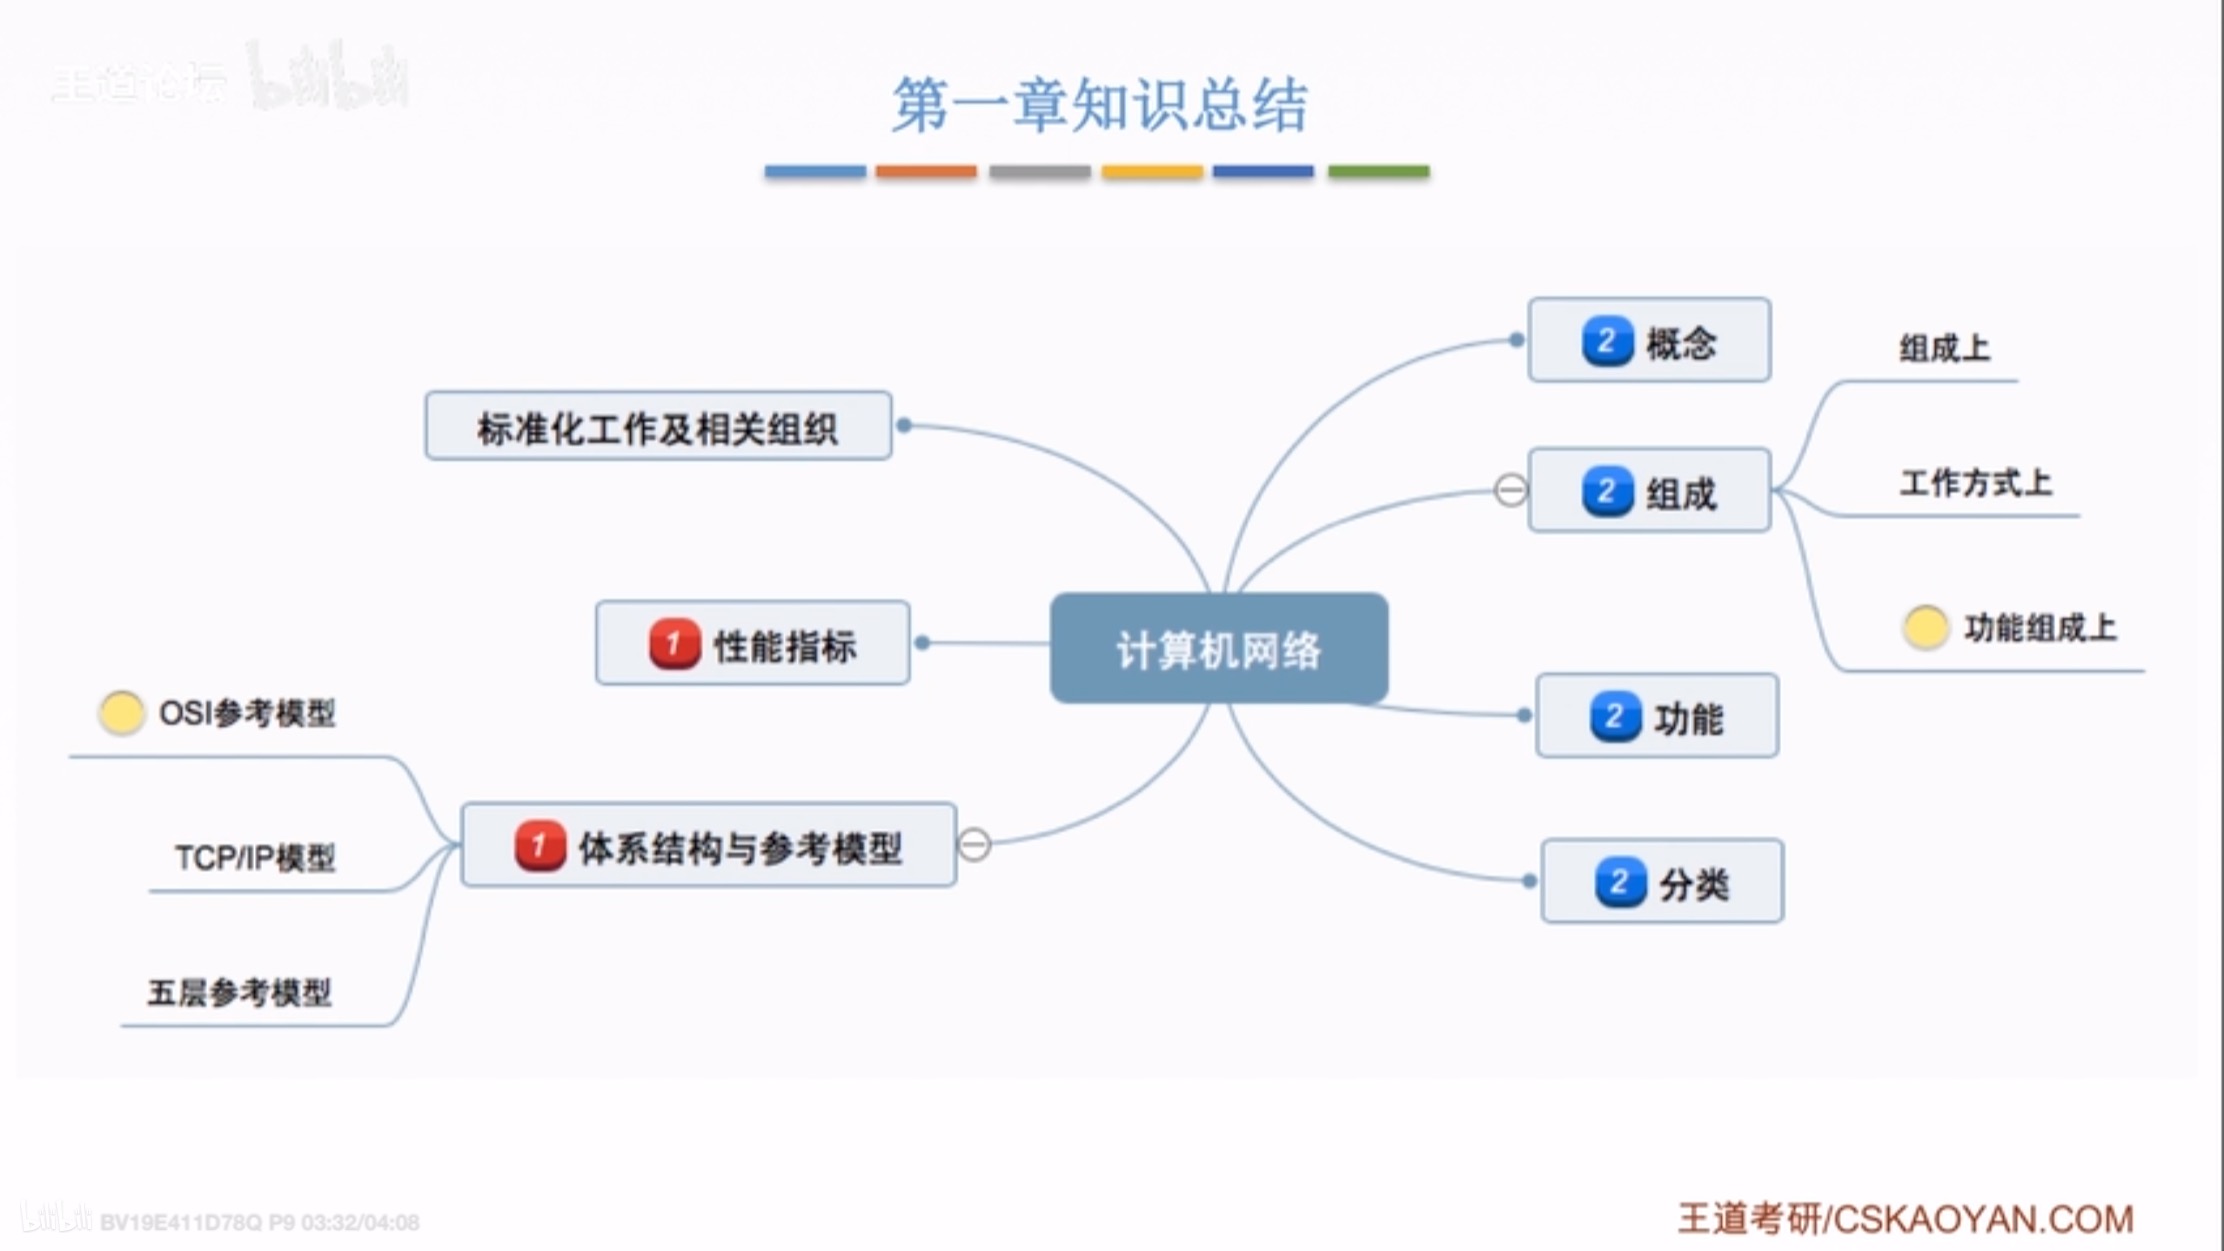 王道论坛 bilibili
第一章知识总结
2 概念
组成上
标准化工作及相关组织
2 组成
工作方式上
1 性能指标
计算机网络
功能组成上
OSI参考模型
2 功能
TCP/IP模型
1 体系结构与参考模型
2 分类
五层参考模型
bilibili BV19E411D78Q P9 03:32/04:08
王道考研/CSKAOYAN.COM